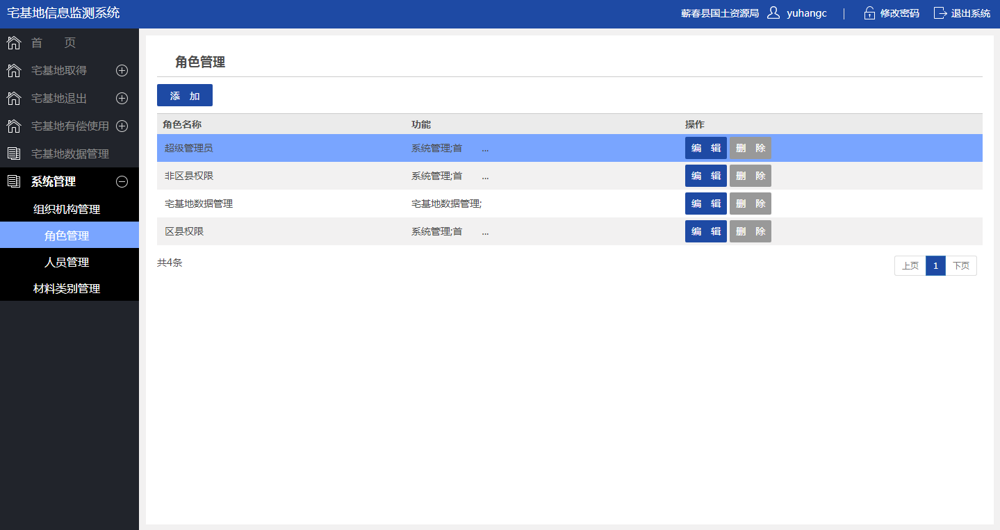 宅基地信息监测系统
蕲春县国土资源局 yuhangc | 修改密码 退出系统
首 页
宅基地取得
宅基地退出
宅基地有偿使用
宅基地数据管理
系统管理
组织机构管理
角色管理
人员管理
材料类别管理
角色管理
添 加
角色名称 功能 操作
超级管理员 系统管理;首 ... 编 辑 删 除
非区县权限 系统管理;首 ... 编 辑 删 除
宅基地数据管理 宅基地数据管理; 编 辑 删 除
区县权限 系统管理;首 ... 编 辑 删 除
共4条 上页 1 下页